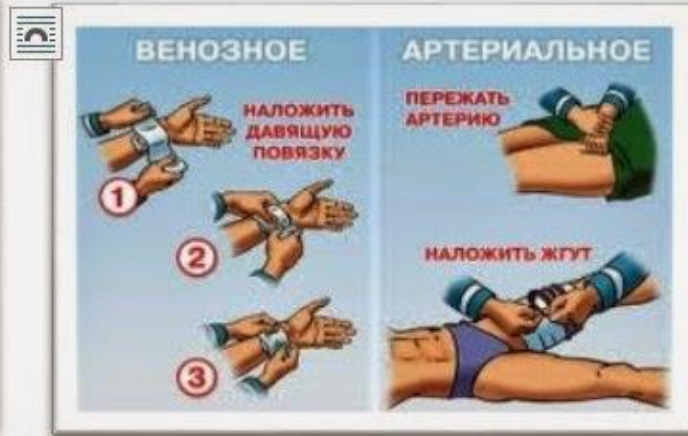 ВЕНОЗНОЕ
НАЛОЖИТЬ
ДАВЯЩУЮ
ПОВЯЗКУ
1
2
3
АРТЕРИАЛЬНОЕ
ПЕРЕЖАТЬ
АРТЕРИЮ
НАЛОЖИТЬ ЖГУТ